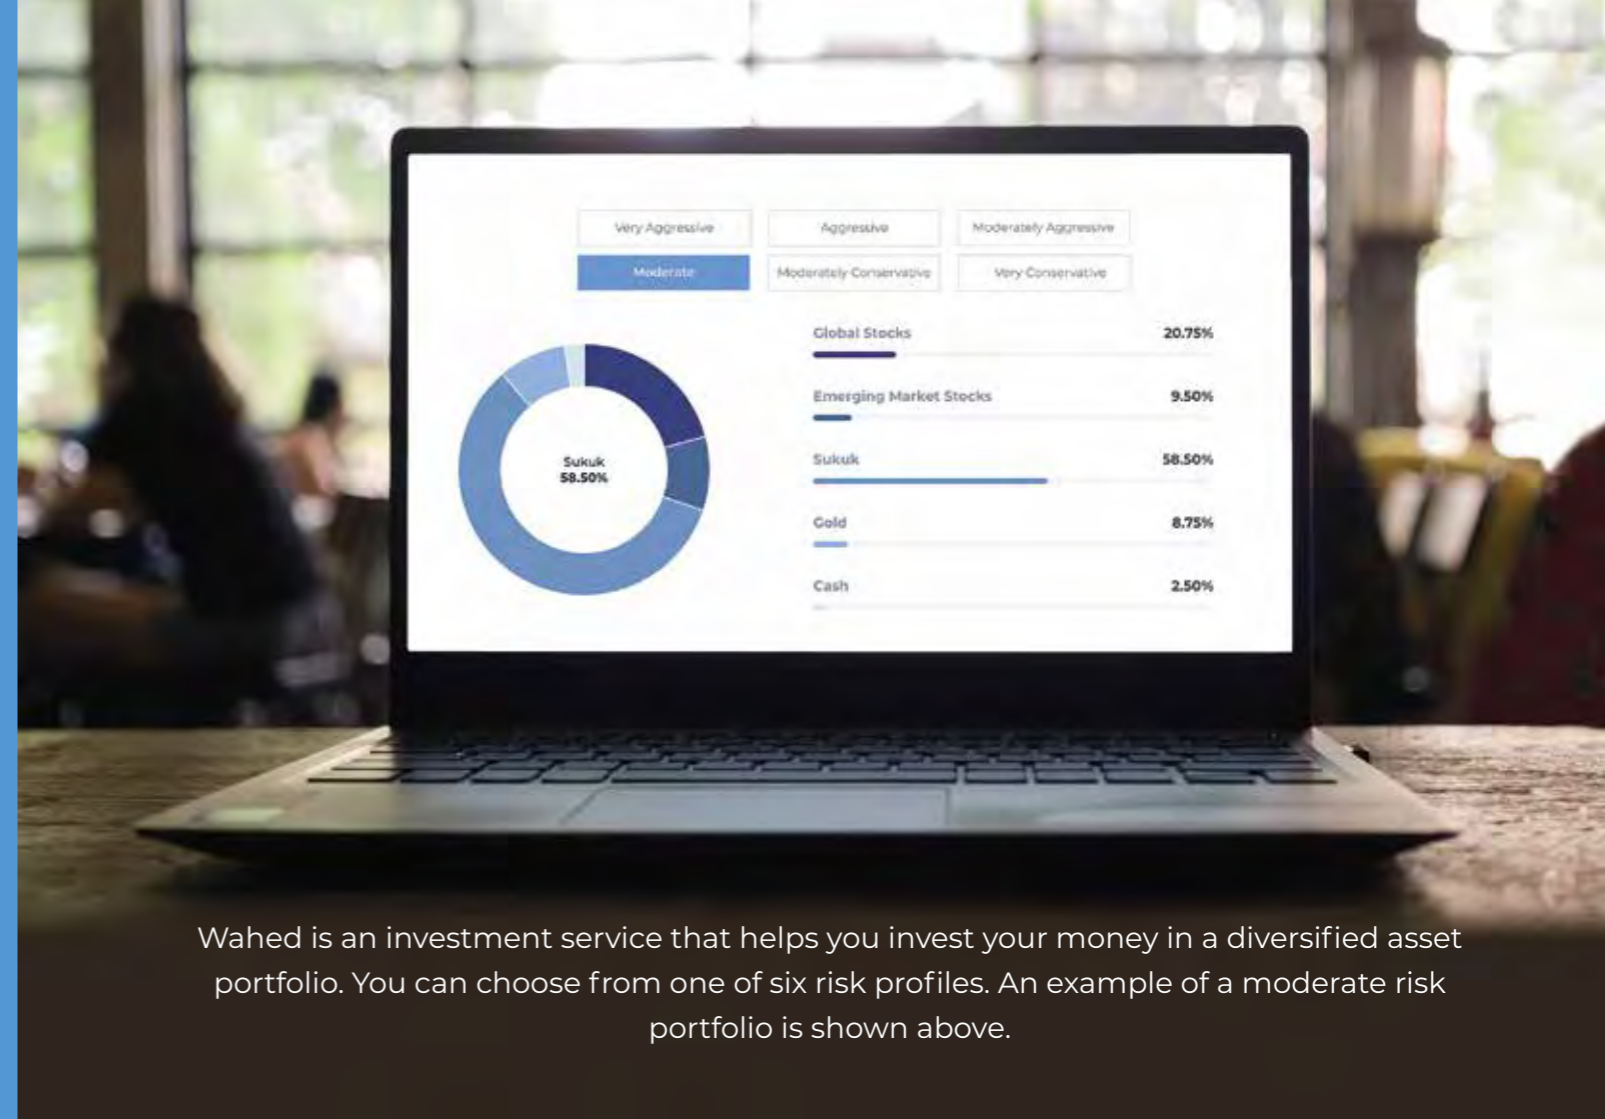 Very Aggressive
Aggressive
Moderately Aggressive
Moderate
Moderately Conservative
Very Conservative
Sukuk
58.50%
Global Stocks 20.75%
Emerging Market Stocks 9.50%
Sukuk 58.50%
Gold 8.75%
Cash 2.50%
Wahed is an investment service that helps you invest your money in a diversified asset
portfolio. You can choose from one of six risk profiles. An example of a moderate risk
portfolio is shown above.